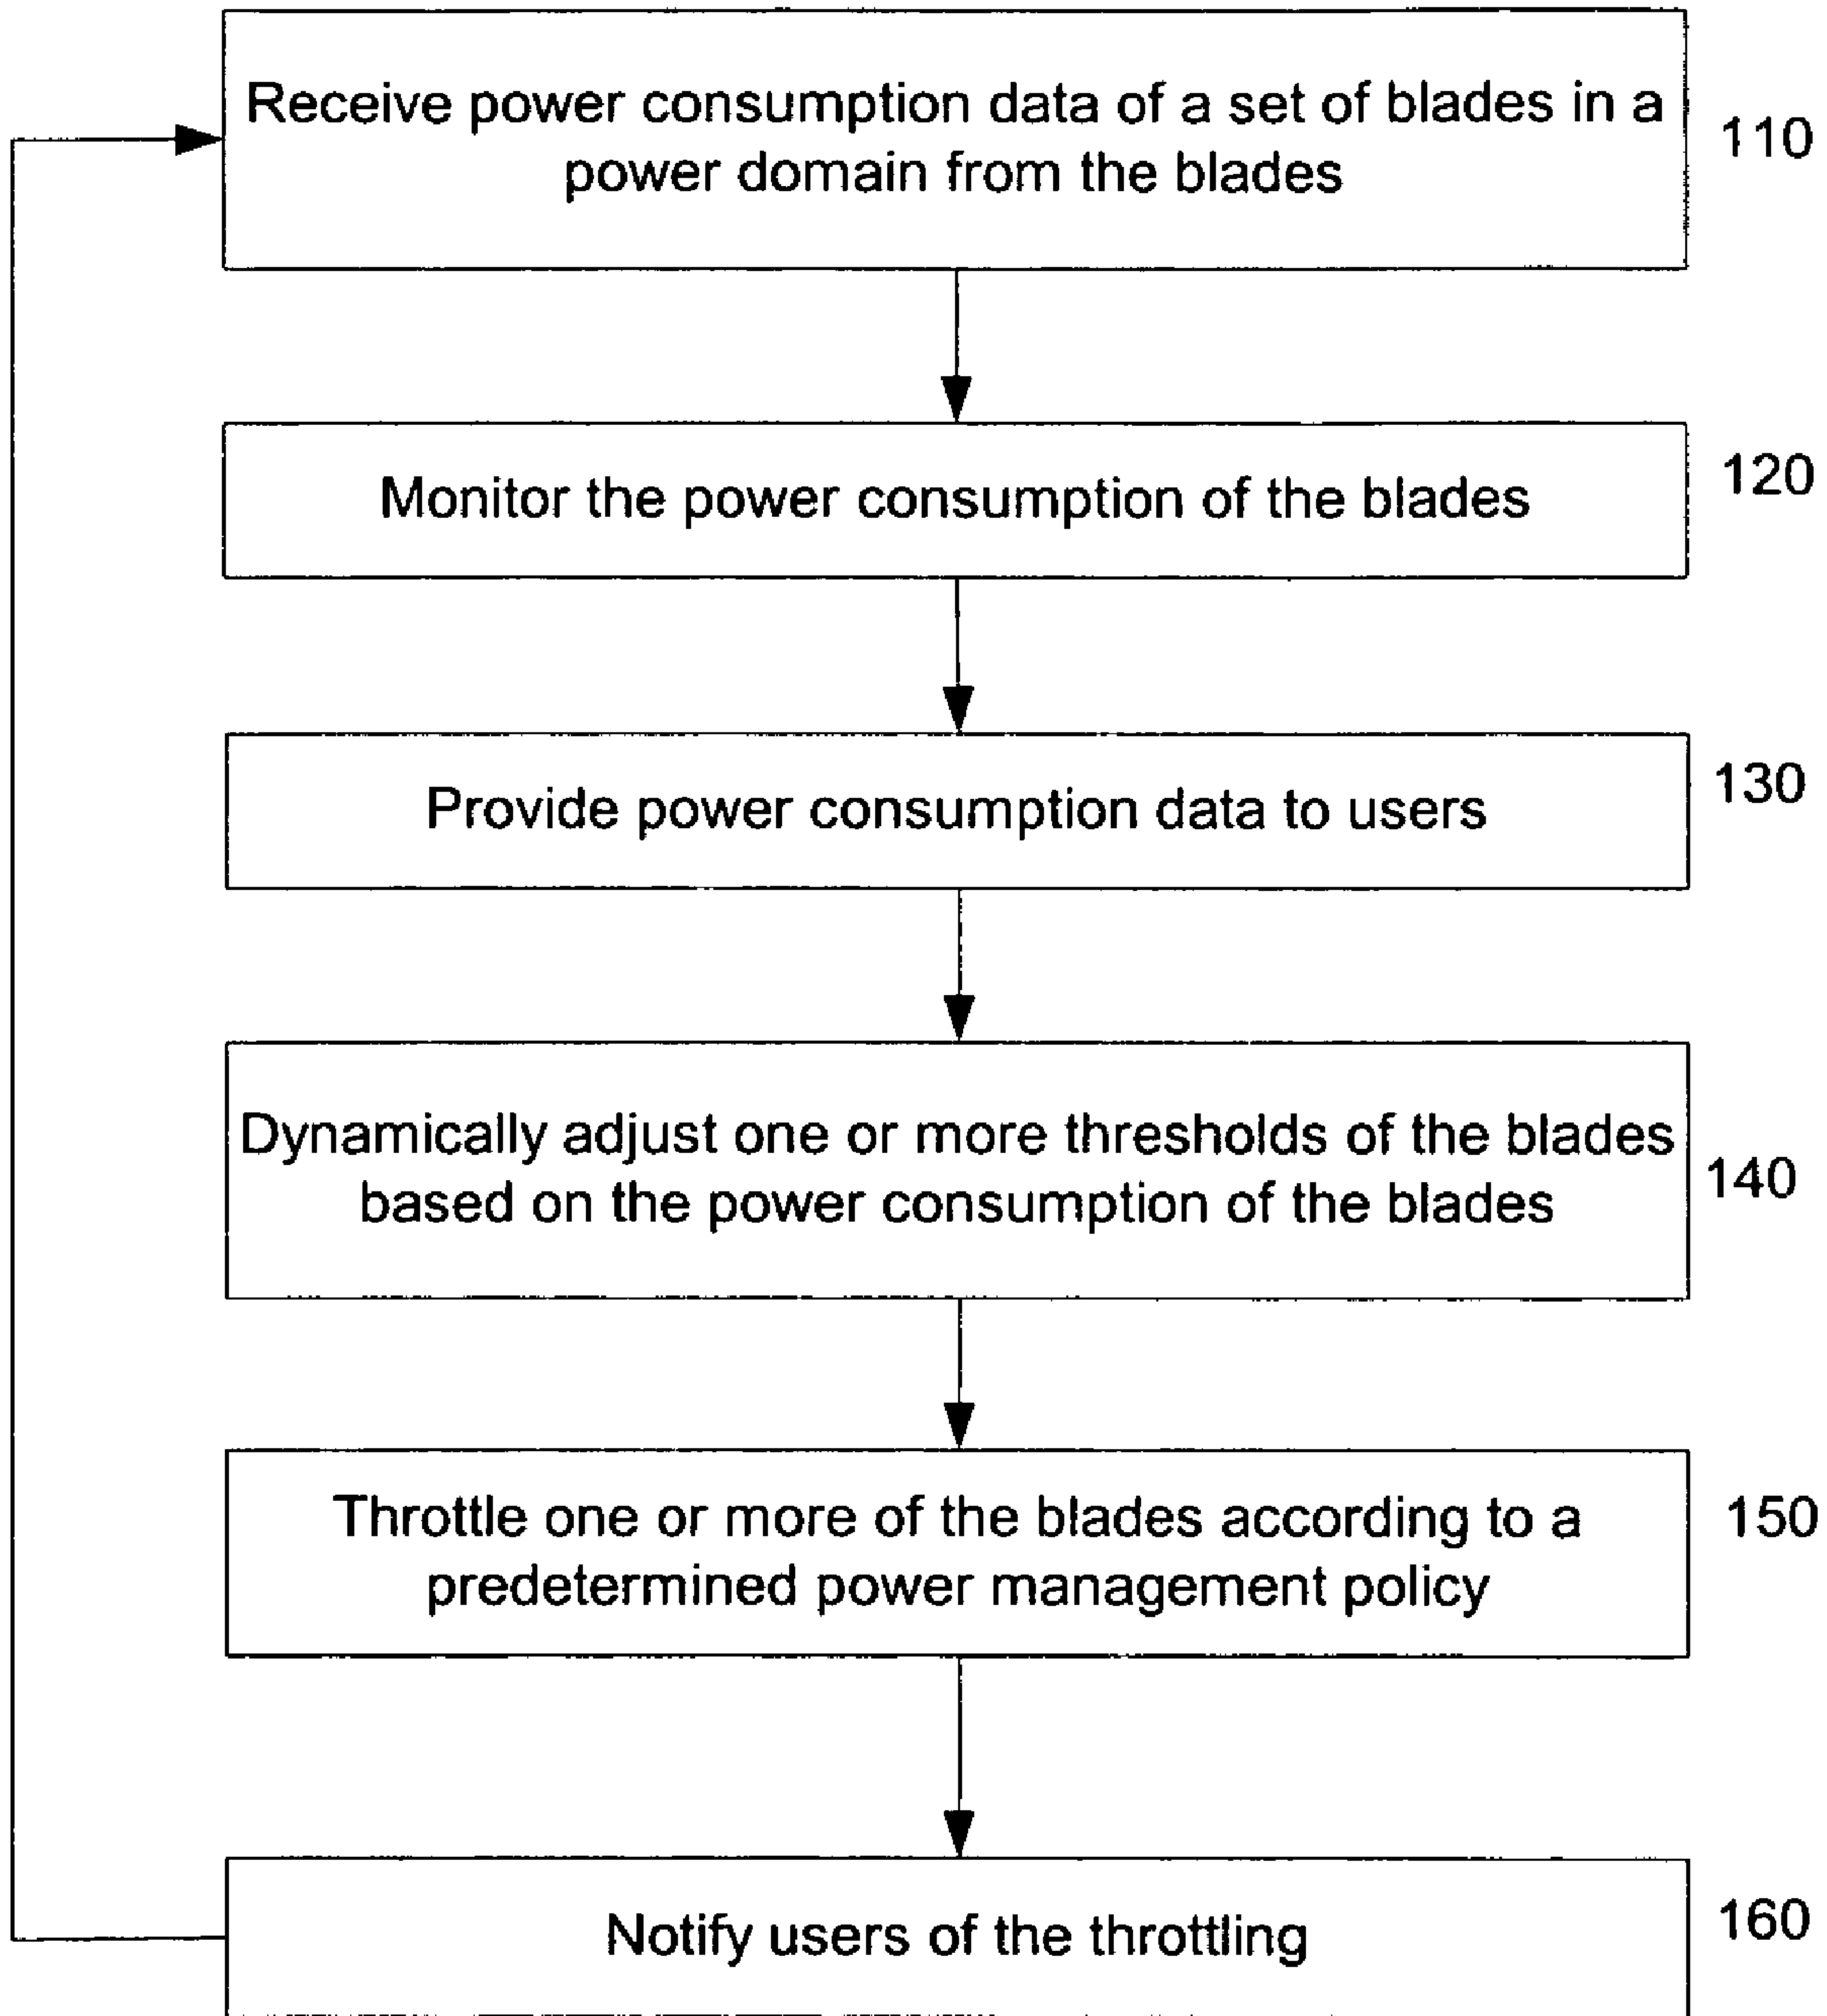 Receive power consumption data of a set of blades in a
power domain from the blades
110
Monitor the power consumption of the blades
120
Provide power consumption data to users
130
Dynamically adjust one or more thresholds of the blades
based on the power consumption of the blades
140
Throttle one or more of the blades according to a
predetermined power management policy
150
Notify users of the throttling
160